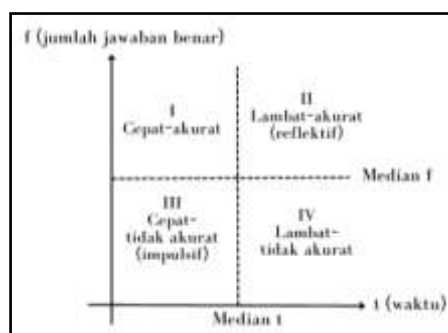 f (jumlah jawaban benar)
I
Cepat-akurat
II
Lambat-akurat
(reflektif)
Median f
III
Cepat-
tidak akurat
(impulsif)
IV
Lambat-
tidak akurat
t (waktu)
Median t